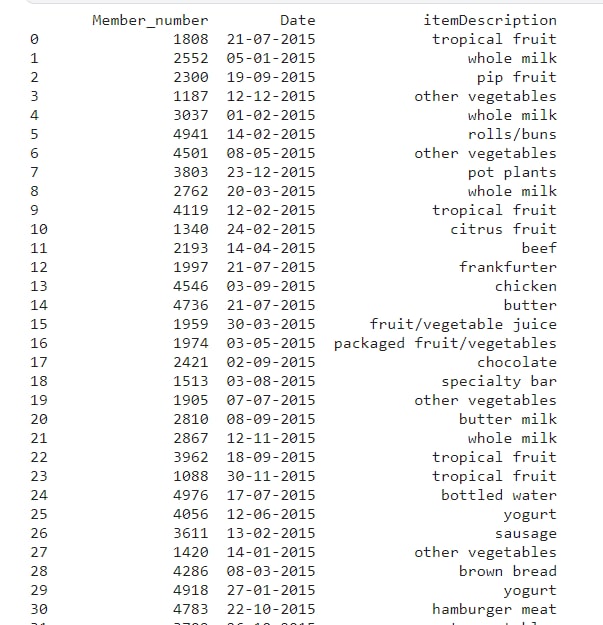 Member_number Date itemDescription
0 1808 21-07-2015 tropical fruit
1 2552 05-01-2015 whole milk
2 2300 19-09-2015 pip fruit
3 1187 12-12-2015 other vegetables
4 3037 01-02-2015 whole milk
5 4941 14-02-2015 rolls/buns
6 4501 08-05-2015 other vegetables
7 3803 23-12-2015 pot plants
8 2762 20-03-2015 whole milk
9 4119 12-02-2015 tropical fruit
10 1340 24-02-2015 citrus fruit
11 2193 14-04-2015 beef
12 1997 21-07-2015 frankfurter
13 4546 03-09-2015 chicken
14 4736 21-07-2015 butter
15 1959 30-03-2015 fruit/vegetable juice
16 1974 03-05-2015 packaged fruit/vegetables
17 2421 02-09-2015 chocolate
18 1513 03-08-2015 specialty bar
19 1905 07-07-2015 other vegetables
20 2810 08-09-2015 butter milk
21 2867 12-11-2015 whole milk
22 3962 18-09-2015 tropical fruit
23 1088 30-11-2015 tropical fruit
24 4976 17-07-2015 bottled water
25 4056 12-06-2015 yogurt
26 3611 13-02-2015 sausage
27 1420 14-01-2015 other vegetables
28 4286 08-03-2015 brown bread
29 4918 27-01-2015 yogurt
30 4783 22-10-2015 hamburger meat